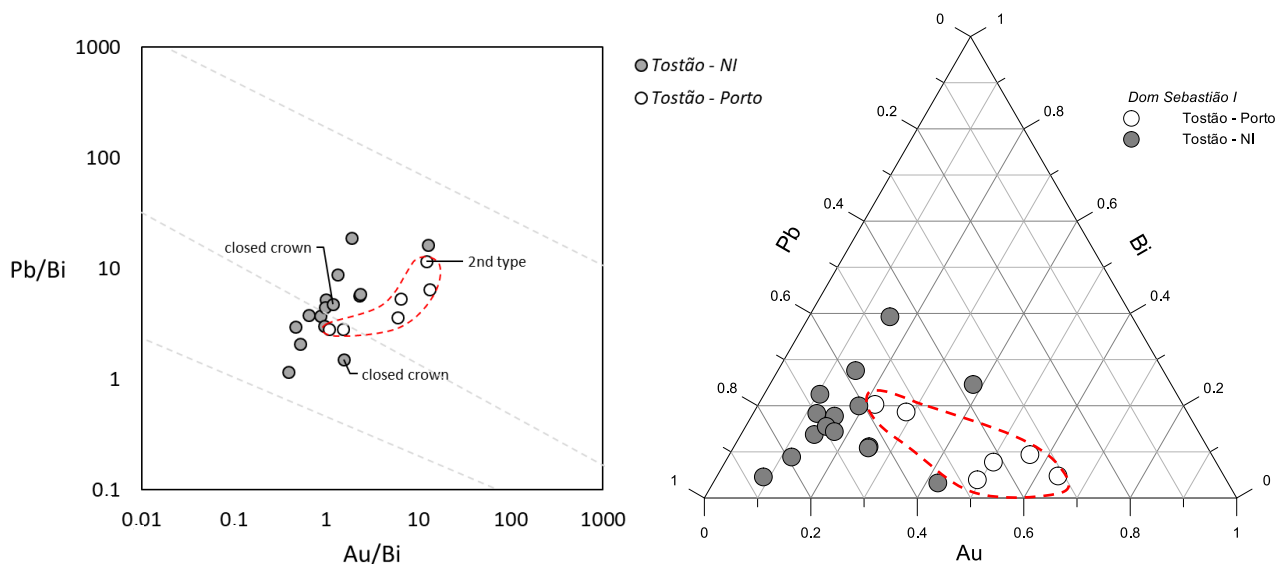 1000
100
10
1
0.1
Pb/Bi
0.01
0.1
1
10
100
1000
Au/Bi
closed crown
2nd type
closed crown
Tostão - NI
Tostão - Porto
0
1
0.2
0.8
0.4
0.6
Pb
Bi
0.6
0.4
0.8
0.2
1
0
0
0.2
0.4
0.6
0.8
1
Au
Dom Sebastião I
Tostão - Porto
Tostão - NI